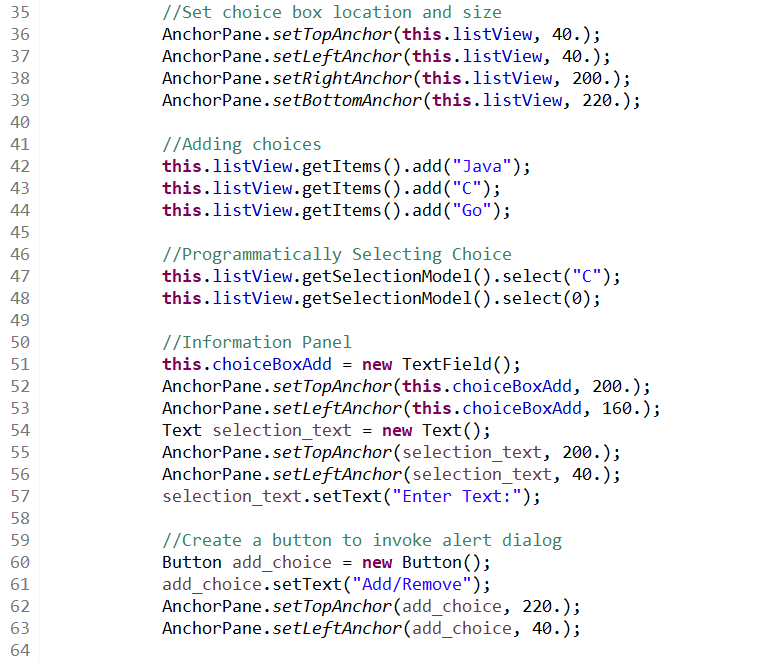 35 //Set choice box location and size
36 AnchorPane.setTopAnchor(this.listView, 40.);
37 AnchorPane.setLeftAnchor(this.listView, 40.);
38 AnchorPane.setRightAnchor(this.listView, 200.);
39 AnchorPane.setBottomAnchor(this.listView, 220.);
40
41 //Adding choices
42 this.listView.getItems().add("Java");
43 this.listView.getItems().add("C");
44 this.listView.getItems().add("Go");
45
46 //Programmatically Selecting Choice
47 this.listView.getSelectionModel().select("C");
48 this.listView.getSelectionModel().select(0);
49
50 //Information Panel
51 this.choiceBoxAdd = new TextField();
52 AnchorPane.setTopAnchor(this.choiceBoxAdd, 200.);
53 AnchorPane.setLeftAnchor(this.choiceBoxAdd, 160.);
54 Text selection_text = new Text();
55 AnchorPane.setTopAnchor(selection_text, 200.);
56 AnchorPane.setLeftAnchor(selection_text, 40.);
57 selection_text.setText("Enter Text:");
58
59 //Create a button to invoke alert dialog
60 Button add_choice = new Button();
61 add_choice.setText("Add/Remove");
62 AnchorPane.setTopAnchor(add_choice, 220.);
63 AnchorPane.setLeftAnchor(add_choice, 40.);
64